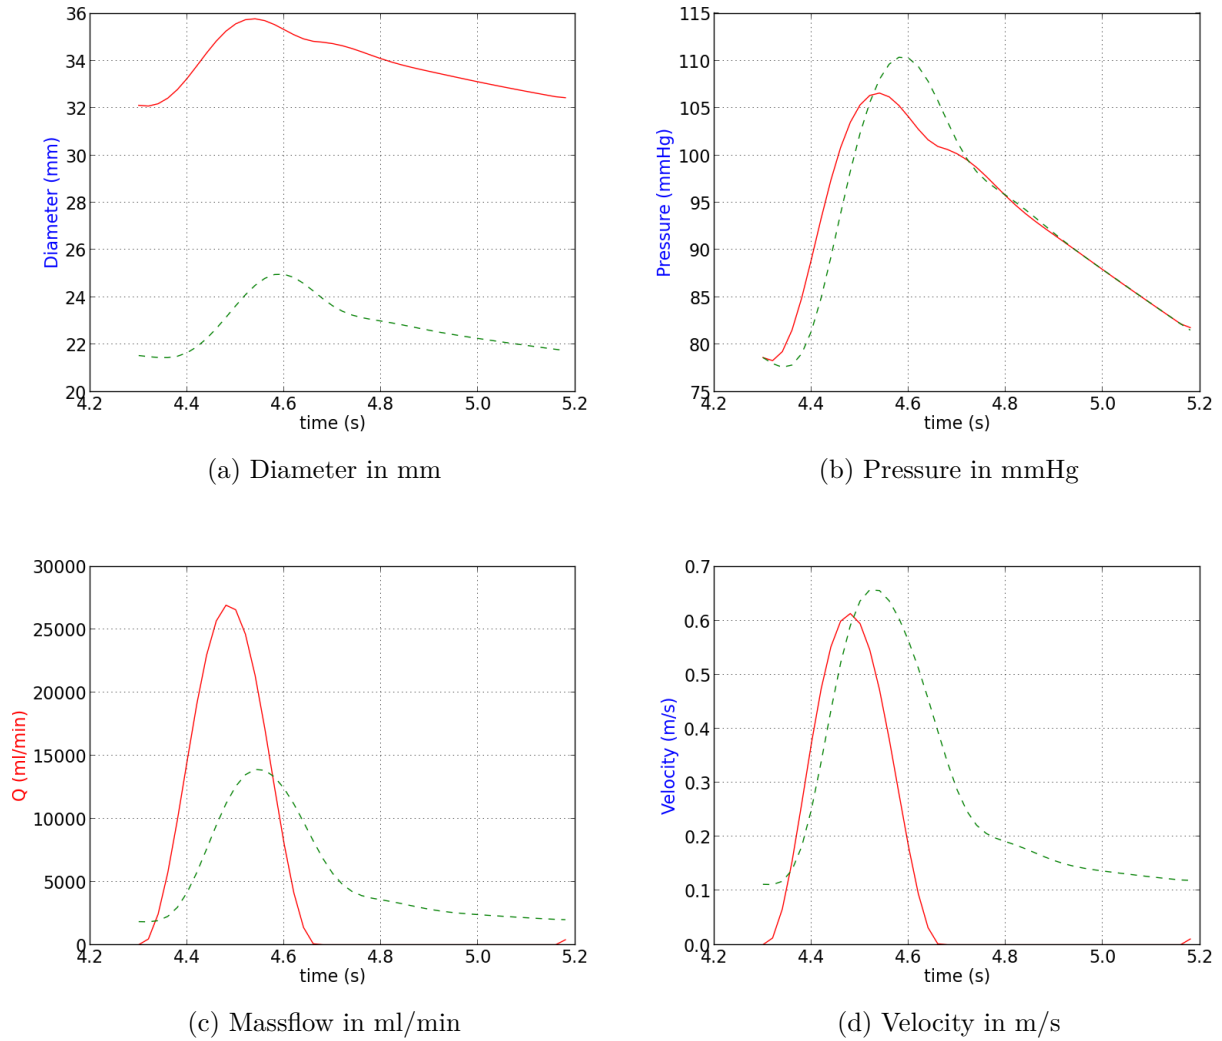 36
34
32
30
28
26
24
22
20
Diameter (mm)
4.2 4.4 4.6 4.8 5.0 5.2
time (s)
(a) Diameter in mm
115
110
105
100
95
90
85
80
75
Pressure (mmHg)
4.2 4.4 4.6 4.8 5.0 5.2
time (s)
(b) Pressure in mmHg
30000
25000
20000
15000
10000
5000
0
Q (ml/min)
4.2 4.4 4.6 4.8 5.0 5.2
time (s)
(c) Massflow in ml/min
0.7
0.6
0.5
0.4
0.3
0.2
0.1
0.0
Velocity (m/s)
4.2 4.4 4.6 4.8 5.0 5.2
time (s)
(d) Velocity in m/s